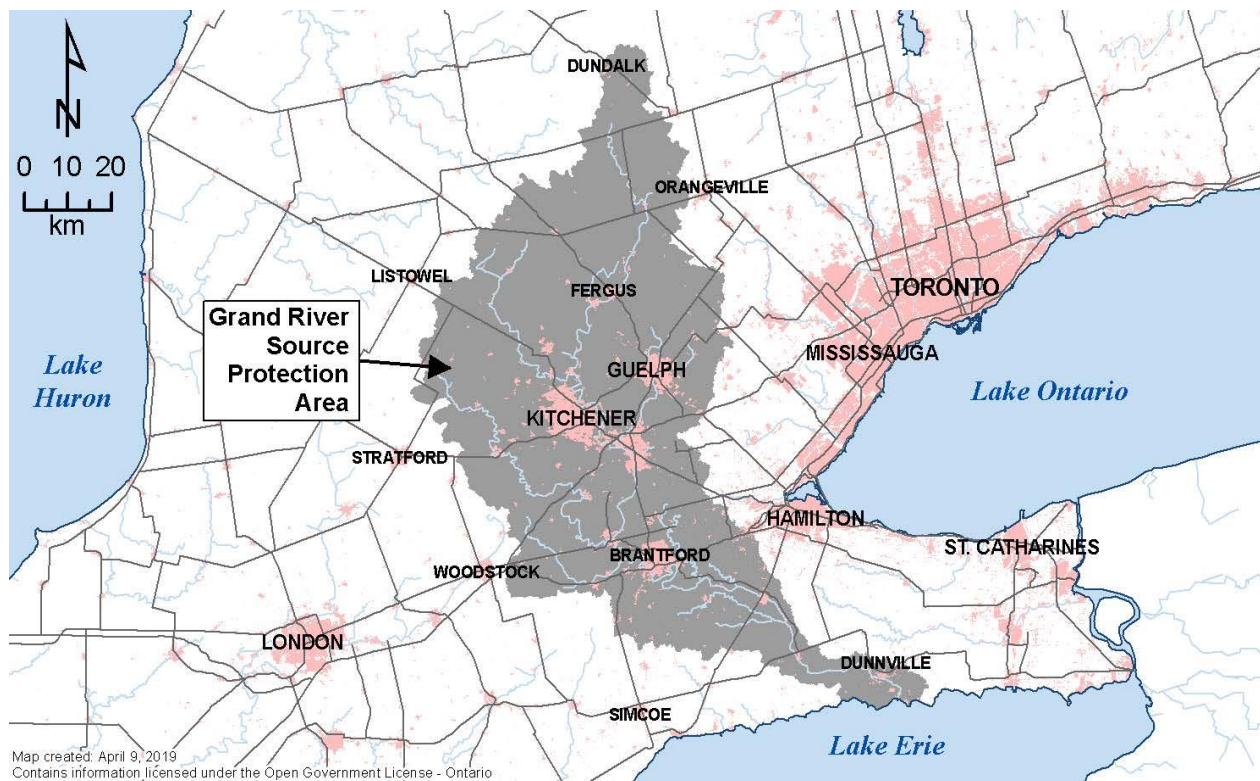 DUNDALK
N
0 10 20
km
ORANGEVILLE
LISTOWEL
FERGUS
TORONTO
Grand River
Source
Protection
Area
MISSISSAUGA
Lake
Huron
GUELPH
Lake Ontario
KITCHENER
STRATFORD
HAMILTON
ST. CATHARINES
BRANTFORD
WOODSTOCK
LONDON
DUNNVILLE
SIMCOE
Lake Erie
Map created: April 9, 2019
Contains information licensed under the Open Government License - Ontario